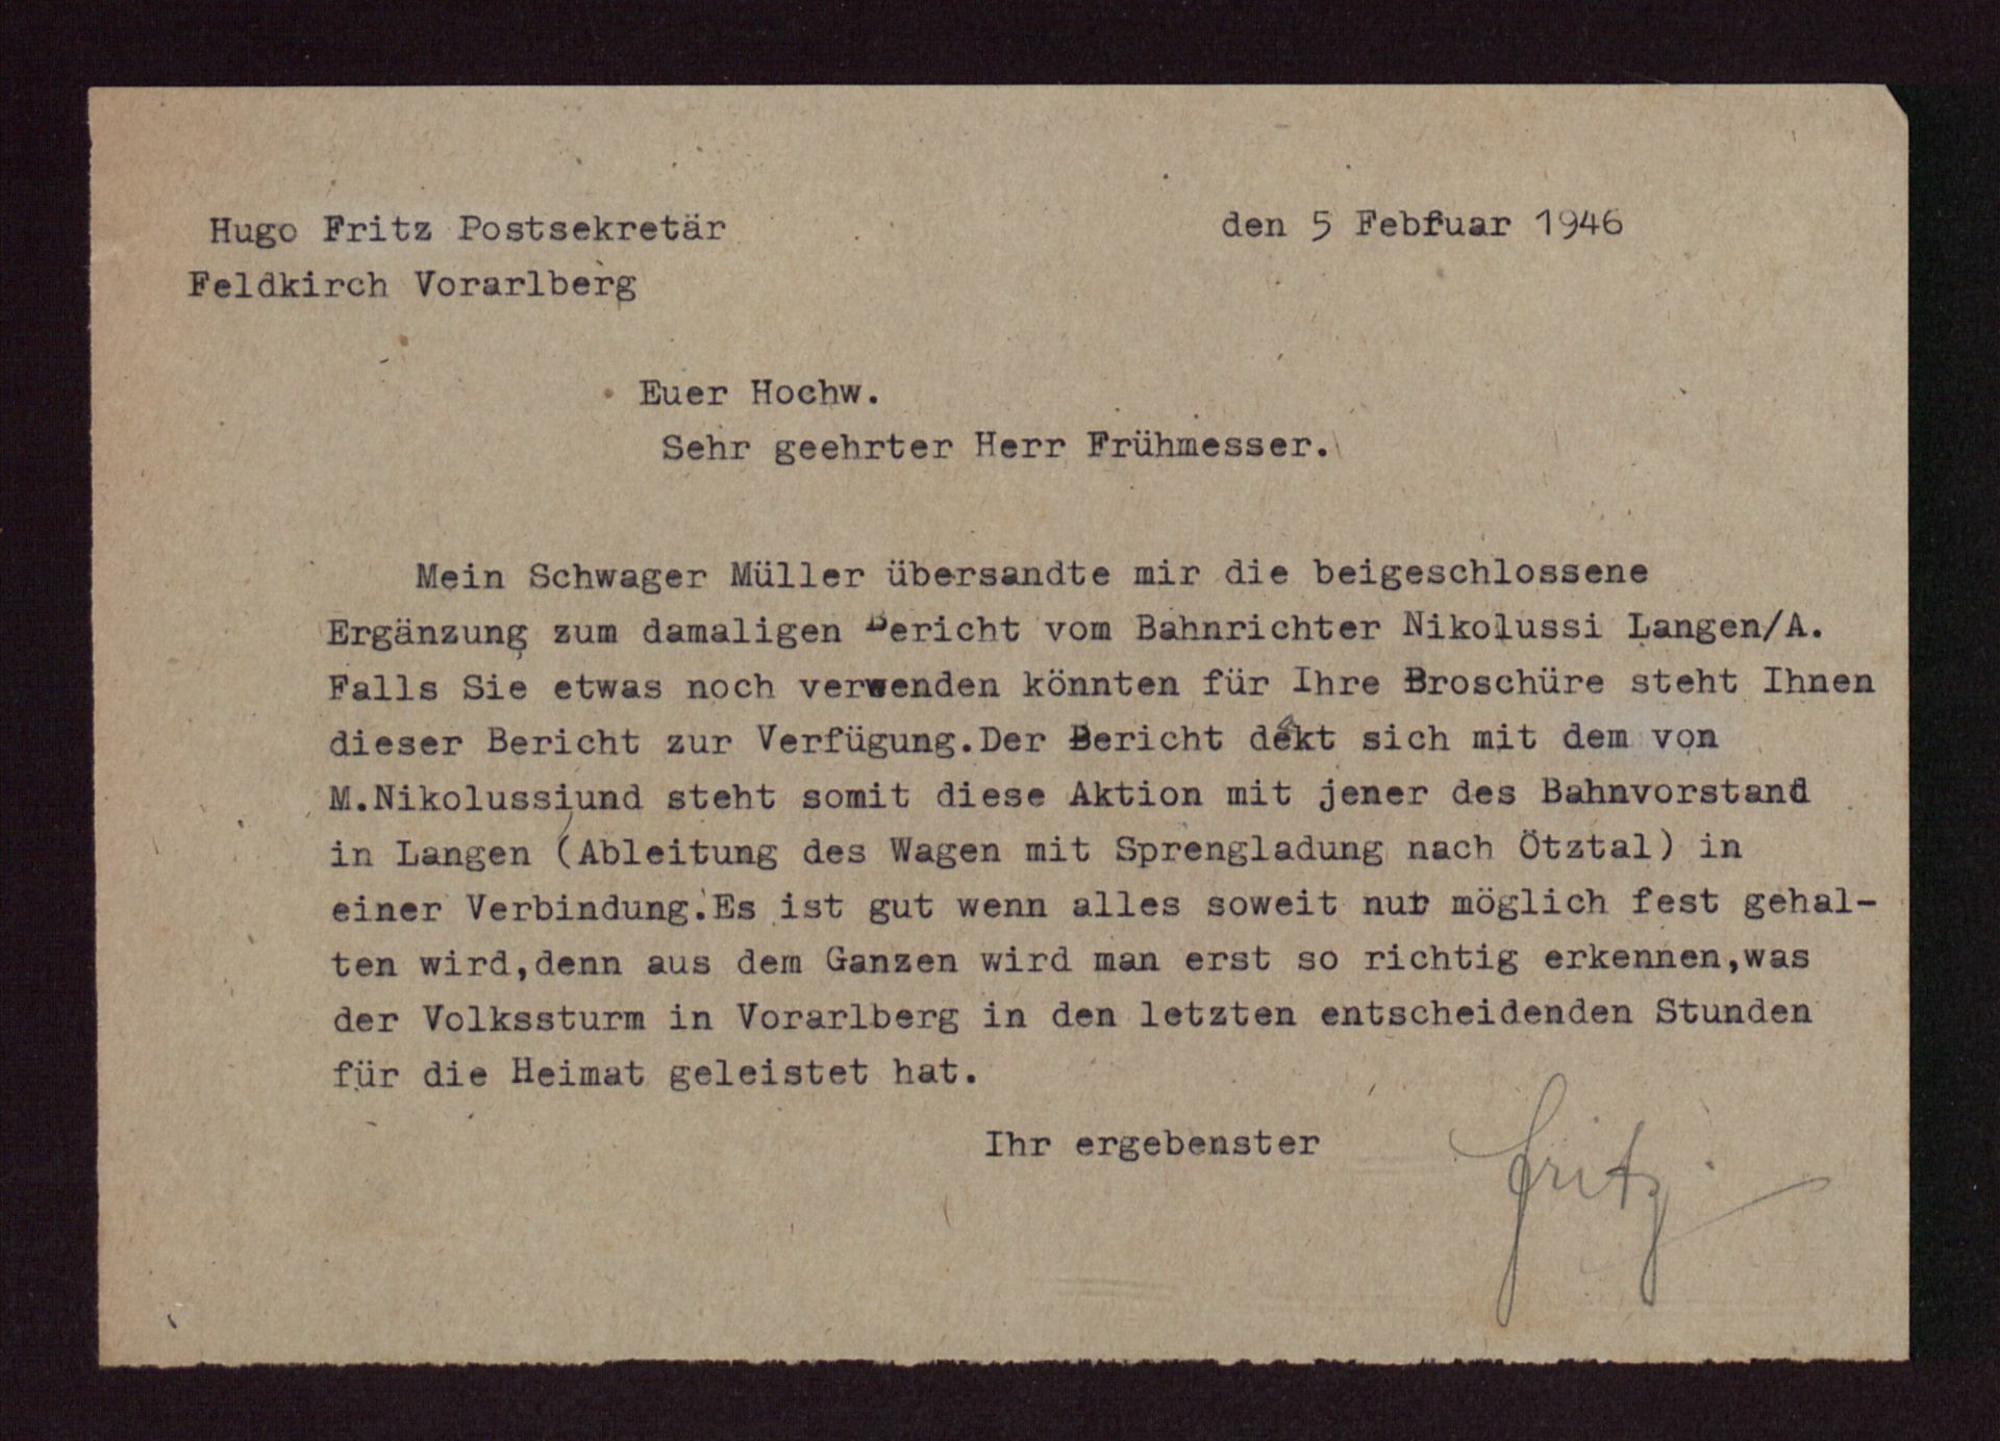 Hugo Fritz Postsekretär
den 5 Februar 1946
Feldkirch Vorarlberg
Euer Hochw.
Sehr geehrter Herr Frühmesser.
Mein Schwager Müller übersandte mir die beigeschlossene
Ergänzung zum damaligen Bericht vom Bahnrichter Nikolussi Langen/A.
Falls Sie etwas noch verwenden könnten für Ihre Broschüre steht Ihnen
dieser Bericht zur Verfügung.Der Bericht dekt sich mit dem von
M.Nikolussi,und steht somit diese Aktion mit jener des Bahnvorstand
in Langen (Ableitung des Wagen mit Sprengladung nach Ötztal) in
einer Verbindung.Es ist gut wenn alles soweit nur möglich fest gehal-
ten wird,denn aus dem Ganzen wird man erst so richtig erkennen,was
der Volkssturm in Vorarlberg in den letzten entscheidenden Stunden
für die Heimat geleistet hat.
Ihr ergebenster
Fritz